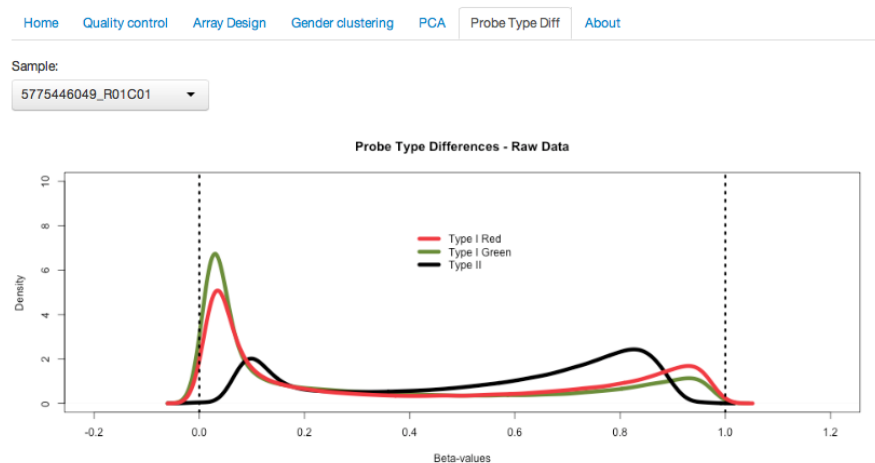 Home Quality control Array Design Gender clustering PCA Probe Type Diff About
Sample:
5775446049_R01C01
Probe Type Differences - Raw Data
10
8
6
4
2
0
Density
Type I Red
Type I Green
Type II
-0.2 0.0 0.2 0.4 0.6 0.8 1.0 1.2
Beta-values